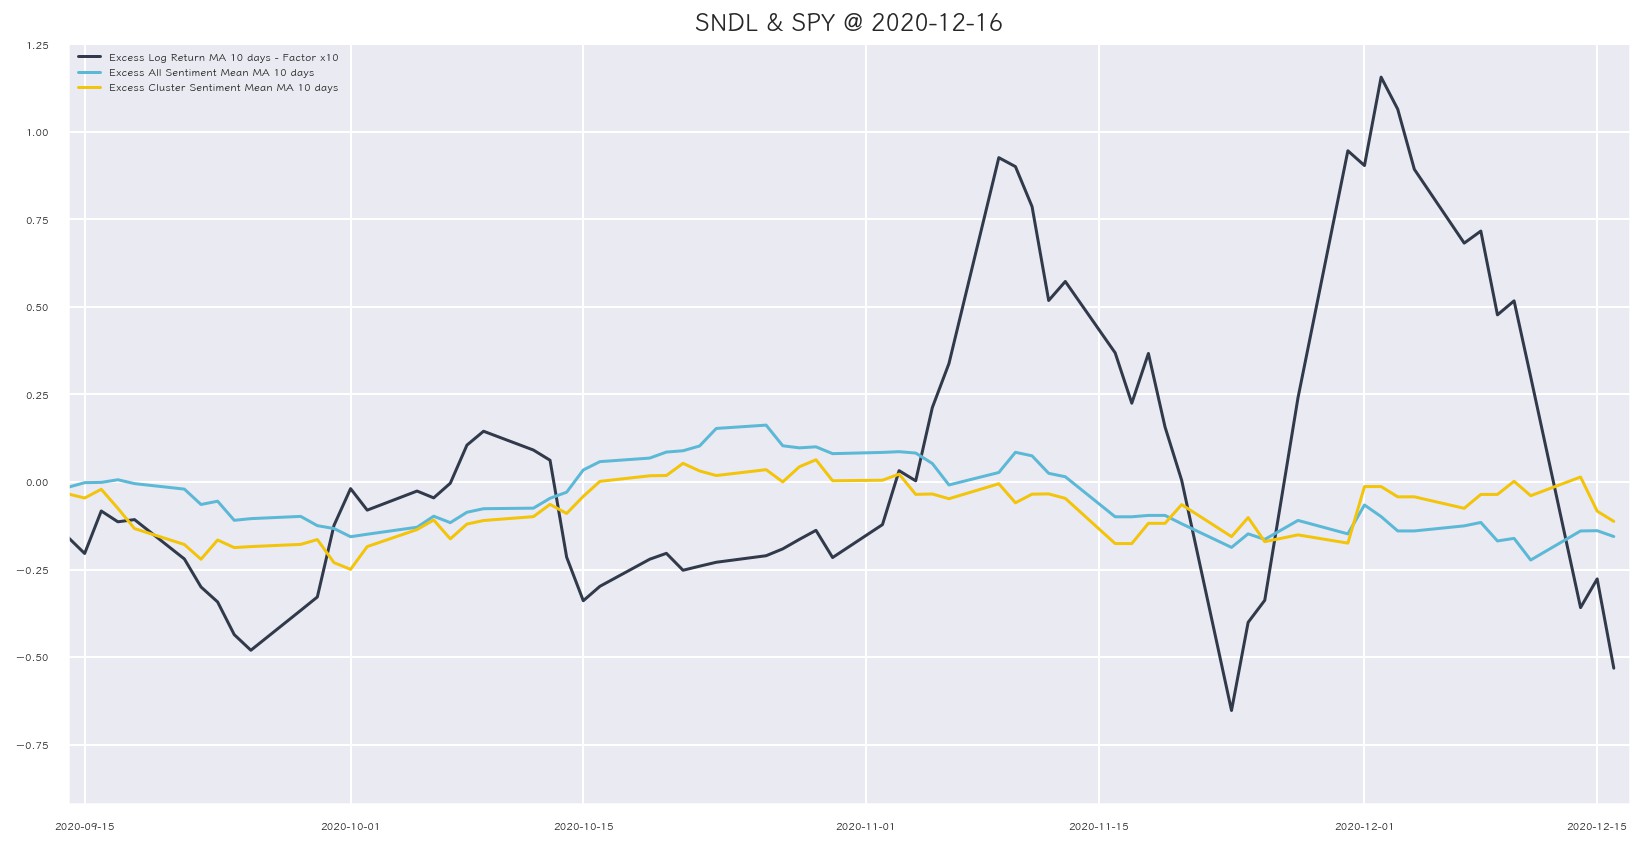 SNDL & SPY @ 2020-12-16
1.25
Excess Log Return MA 10 days - Factor x10
Excess All Sentiment Mean MA 10 days
Excess Cluster Sentiment Mean MA 10 days
1.00
0.75
0.50
0.25
0.00
−0.25
−0.50
−0.75
2020-09-15 2020-10-01 2020-10-15 2020-11-01 2020-11-15 2020-12-01 2020-12-15